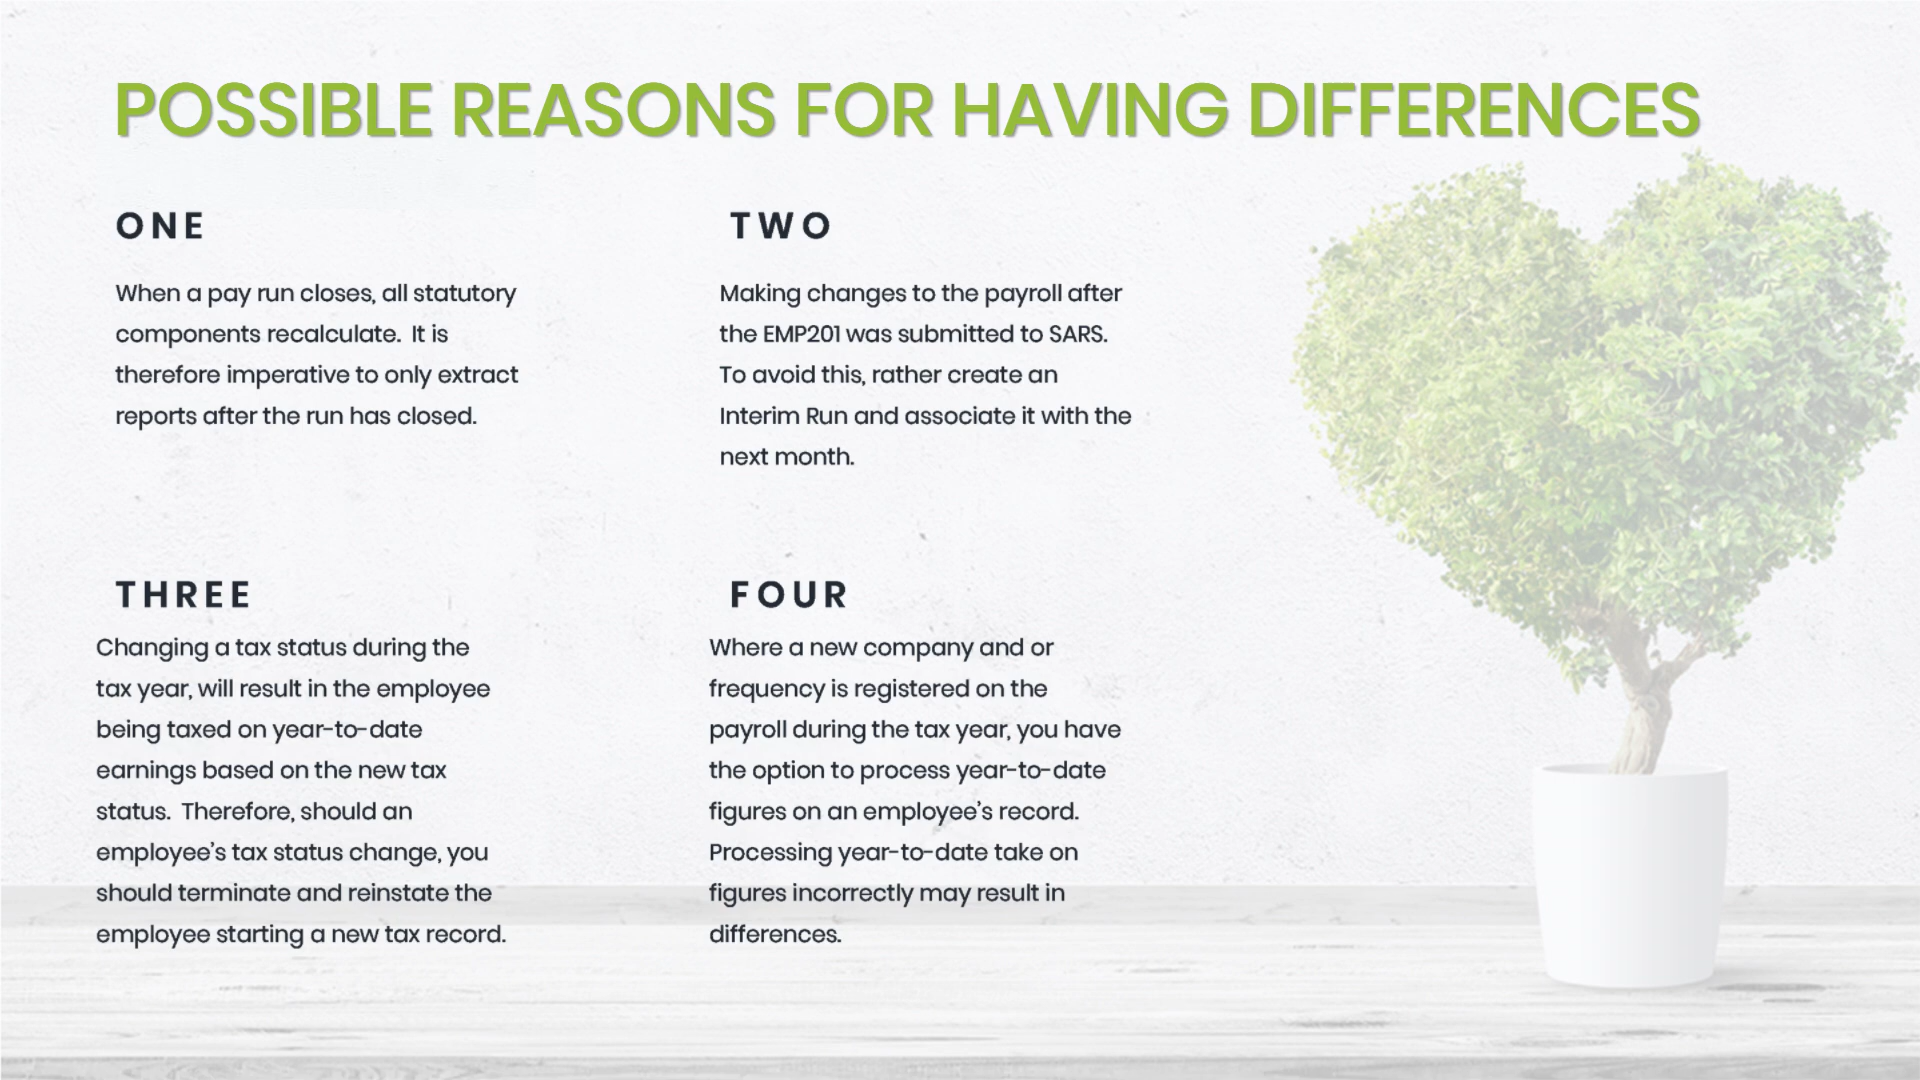 POSSIBLE REASONS FOR HAVING DIFFERENCES
ONE
When a pay run closes, all statutory
components recalculate.  It is
therefore imperative to only extract
reports after the run has closed.
TWO
Making changes to the payroll after
the EMP201 was submitted to SARS.
To avoid this, rather create an
Interim Run and associate it with the
next month.
THREE
Changing a tax status during the
tax year, will result in the employee
being taxed on year-to-date
earnings based on the new tax
status.  Therefore, should an
employee’s tax status change, you
should terminate and reinstate the
employee starting a new tax record.
FOUR
Where a new company and or
frequency is registered on the
payroll during the tax year, you have
the option to process year-to-date
figures on an employee’s record.
Processing year-to-date take on
figures incorrectly may result in
differences.